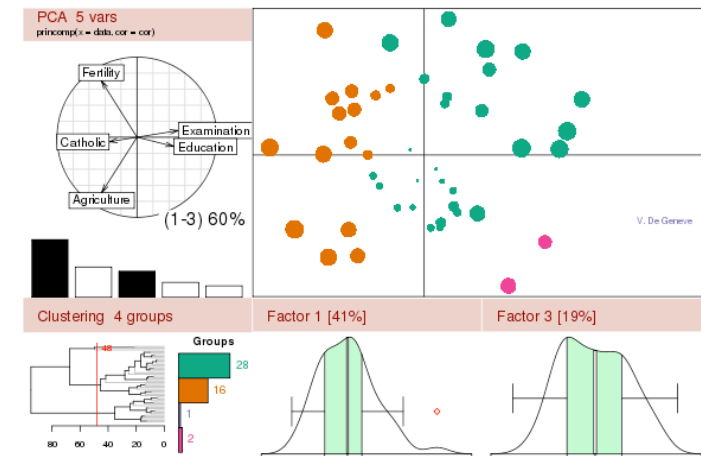 PCA 5 vars
princomp(x = data, cor = cor)
Fertility
Catholic
Examination
Education
Agriculture
(1-3) 60%
V. De Geneve
Clustering 4 groups
Factor 1 [41%]
Factor 3 [19%]
48
Groups
28
16
1
2
80 60 40 20 0